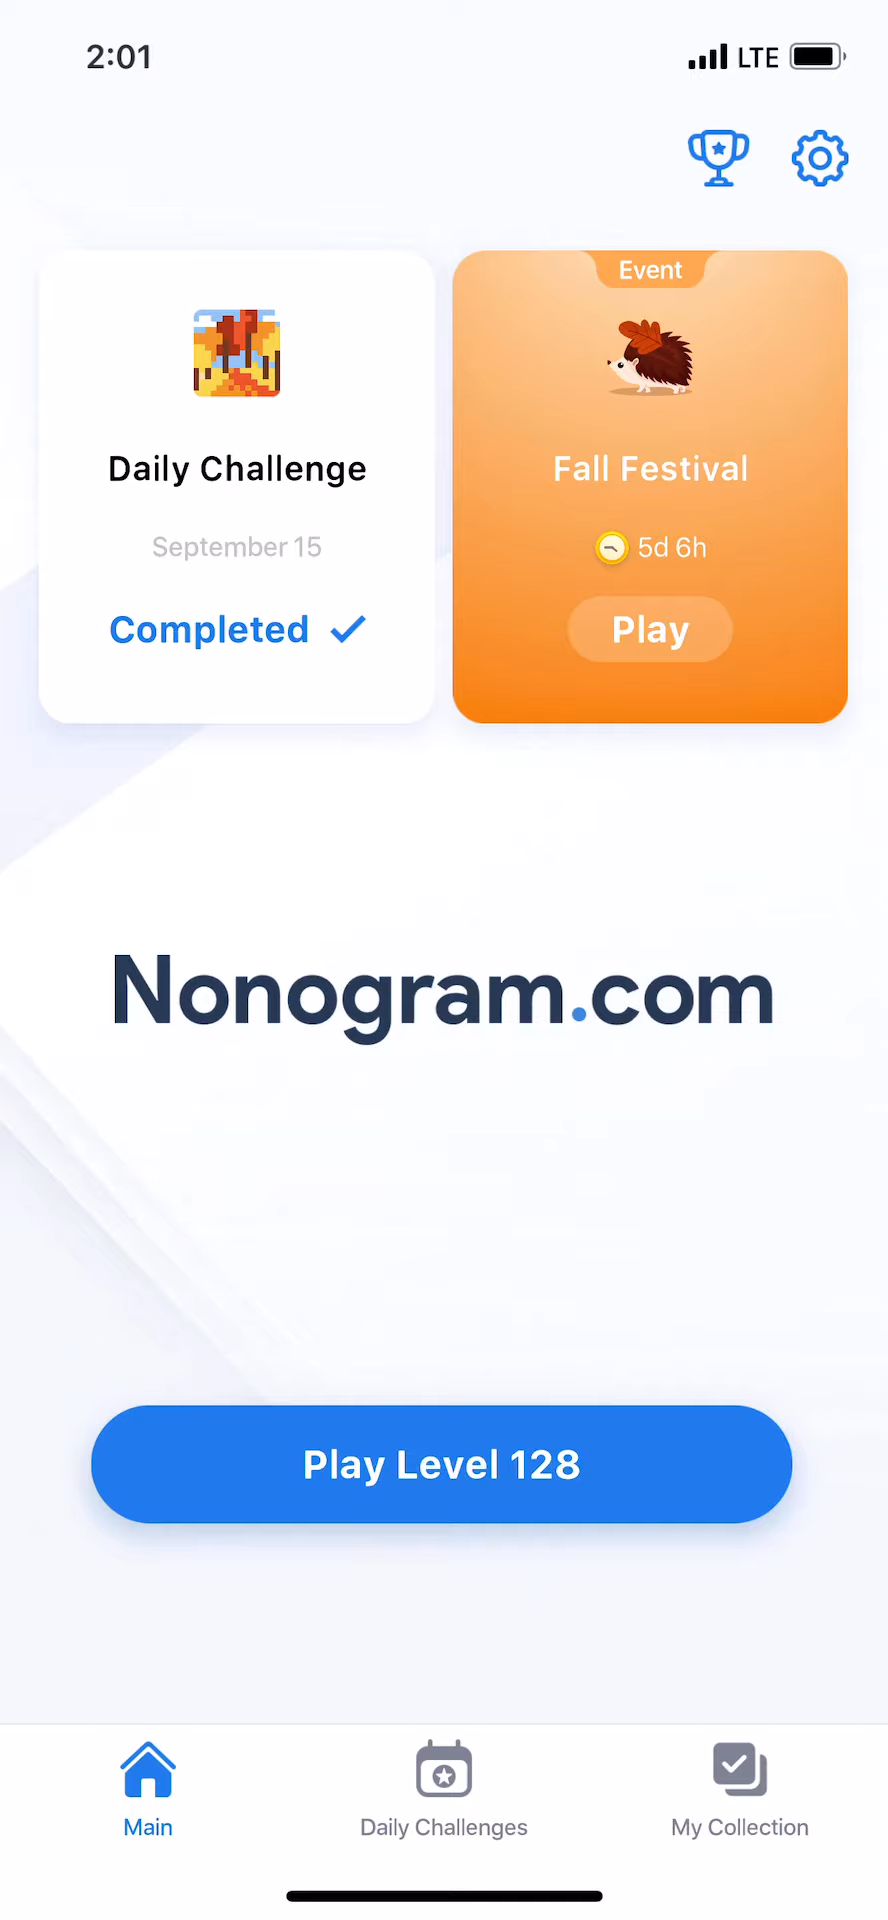 2:01
LTE
Daily Challenge
September 15
Completed
Event
Fall Festival
5d 6h
Play
Nonogram.com
Play Level 128
Main
Daily Challenges
My Collection